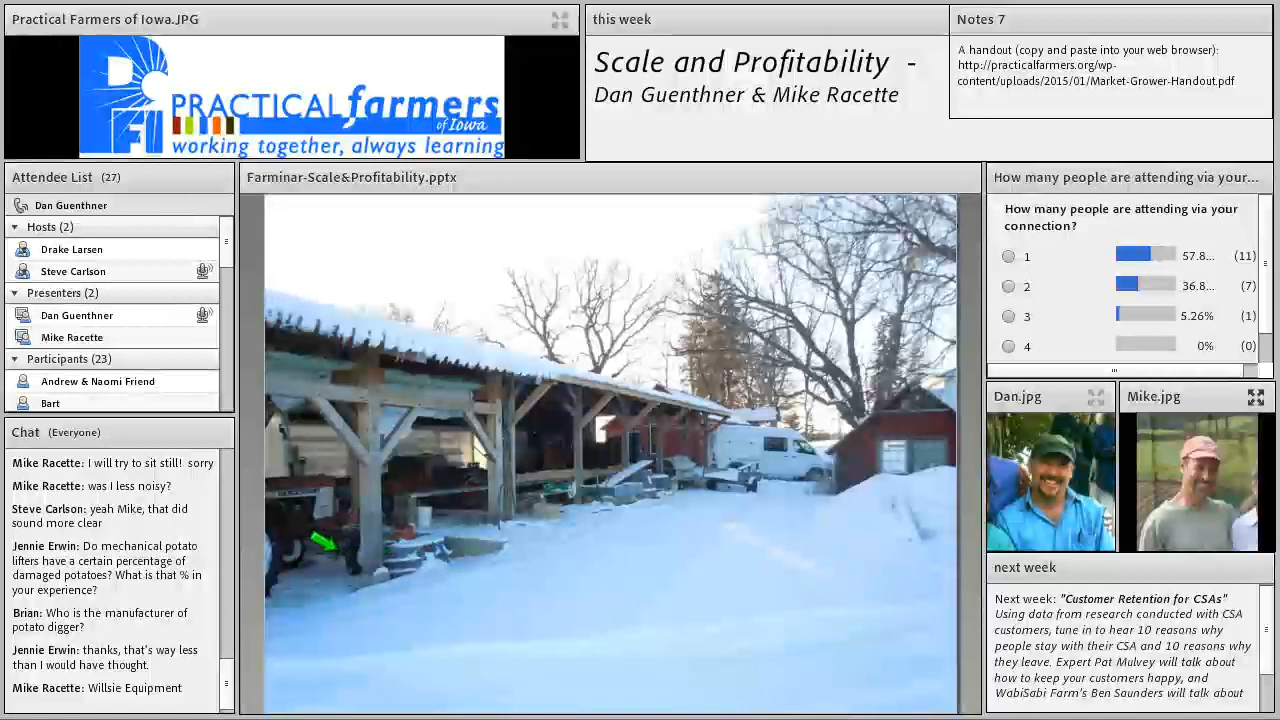 Practical Farmers of Iowa.JPG
PRACTICAL farmers
of Iowa
working together, always learning
PFI
this week
Scale and Profitability -
Dan Guenthner & Mike Racette
Notes 7
A handout (copy and paste into your web browser):
http://practicalfarmers.org/wp-
content/uploads/2015/01/Market-Grower-Handout.pdf
Attendee List (27)
Dan Guenthner
Hosts (2)
Drake Larsen
Steve Carlson
Presenters (2)
Dan Guenthner
Mike Racette
Participants (23)
Andrew & Naomi Friend
Bart
Chat (Everyone)
Mike Racette: I will try to sit still! sorry
Mike Racette: was I less noisy?
Steve Carlson: yeah Mike, that did
sound more clear
Jennie Erwin: Do mechanical potato
lifters have a certain percentage of
damaged potatoes? What is that % in
your experience?
Brian: Who is the manufacturer of
potato digger?
Jennie Erwin: thanks, that's way less
than I would have thought.
Mike Racette: Willsie Equipment
Farminar-Scale&Profitability.pptx
How many people are attending via your...
How many people are attending via your
connection?
1 57.8... (11)
2 36.8... (7)
3 5.26% (1)
4 0% (0)
Dan.jpg
Mike.jpg
next week
Next week: "Customer Retention for CSAs"
Using data from research conducted with CSA
customers, tune in to hear 10 reasons why
people stay with their CSA and 10 reasons why
they leave. Expert Pat Mulvey will talk about
how to keep your customers happy, and
WabiSabi Farm's Ben Saunders will talk about